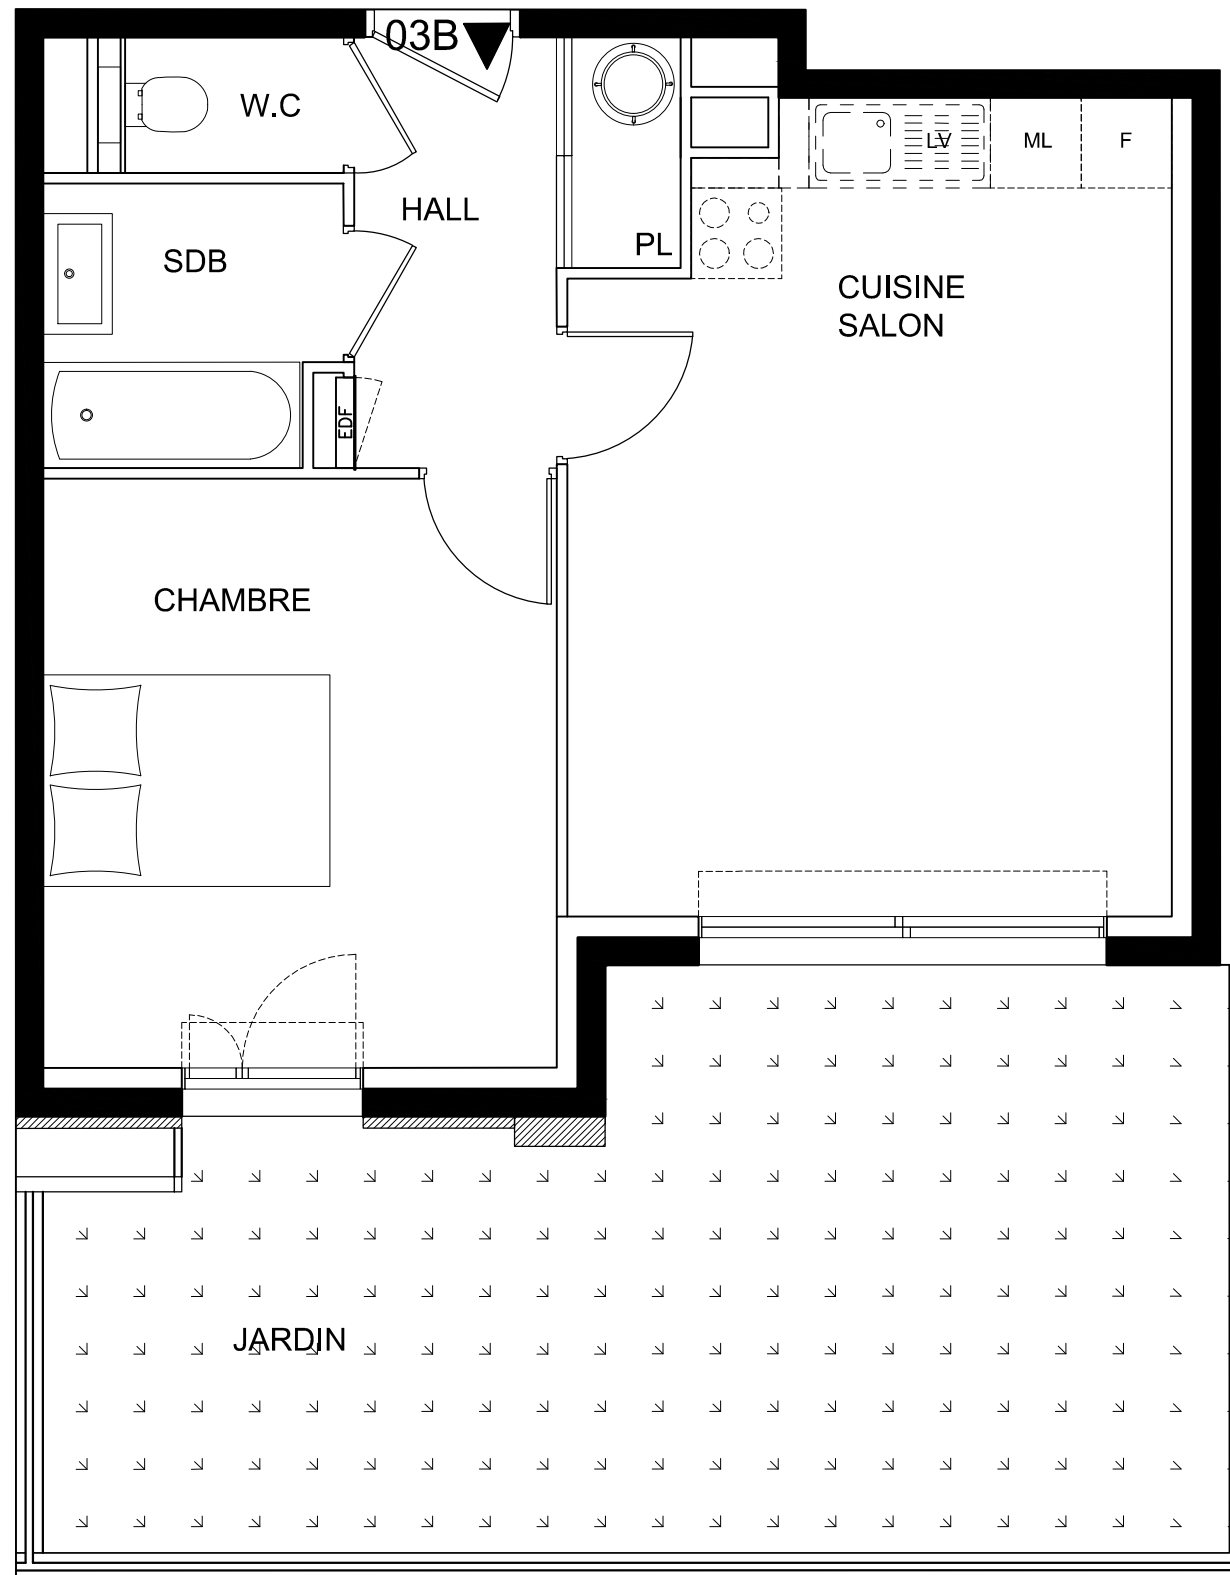 03B
W.C
LV
ML
F
HALL
PL
SDB
CUISINE
SALON
EDF
CHAMBRE
JARDIN